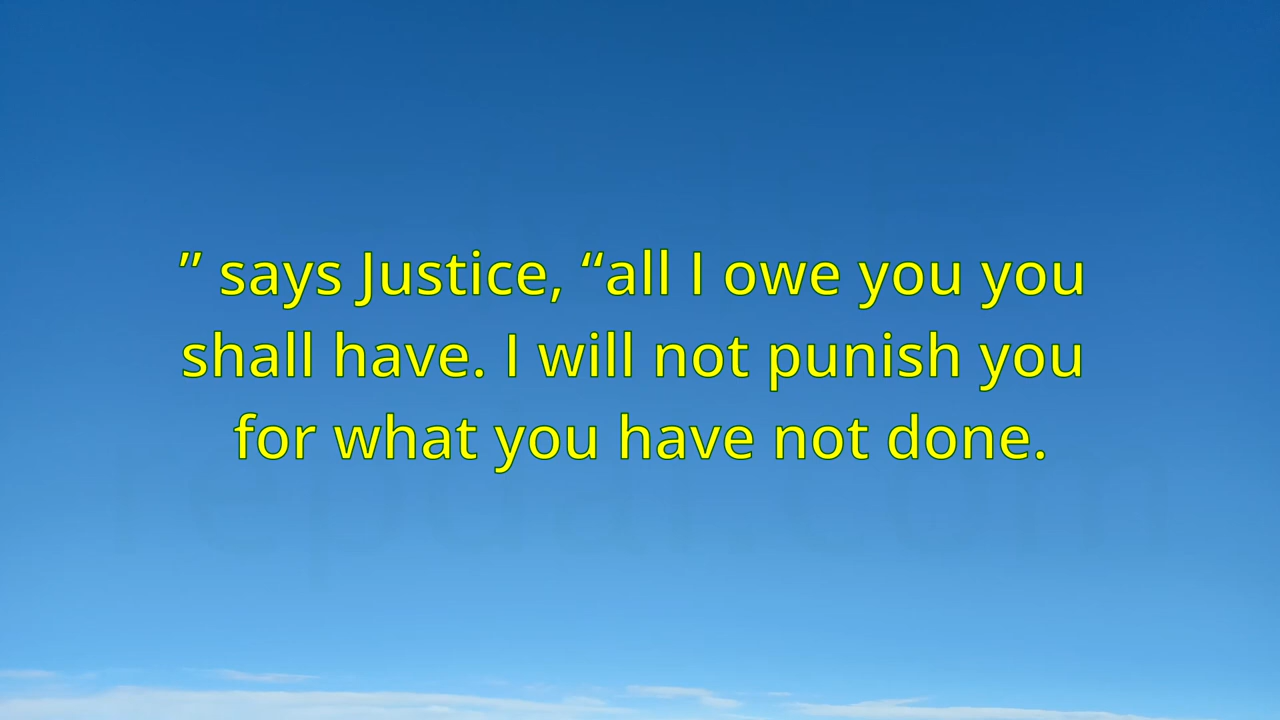 ” says Justice, “all I owe you you
shall have. I will not punish you
for what you have not done.